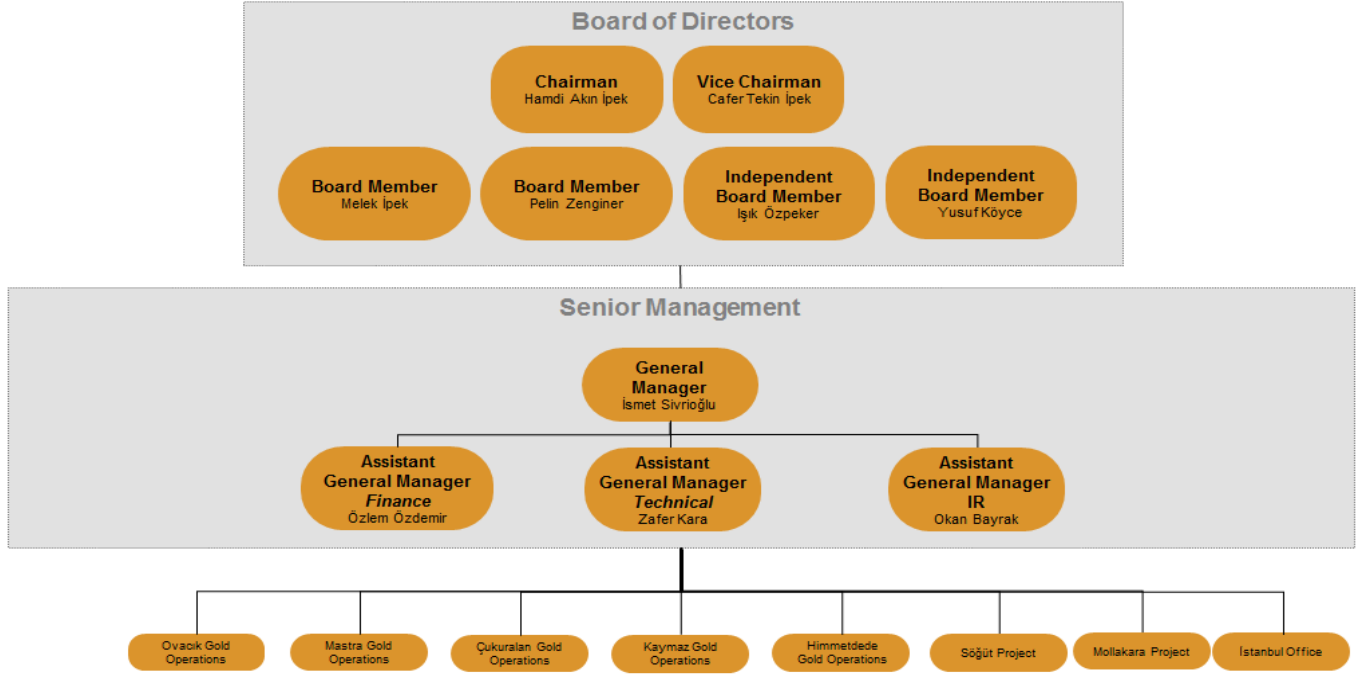 Board of Directors
Chairman
Hamdi Akın İpek
Vice Chairman
Cafer Tekin İpek
Board Member
Melek İpek
Board Member
Pelin Zenginer
Independent
Board Member
Işık Özpeker
Independent
Board Member
Yusuf Köyce
Senior Management
General
Manager
İsmet Sivrioğlu
Assistant
General Manager
Finance
Özlem Özdemir
Assistant
General Manager
Technical
Zafer Kara
Assistant
General Manager
IR
Okan Bayrak
Ovacık Gold
Operations
Mastra Gold
Operations
Çukuralan Gold
Operations
Kaymaz Gold
Operations
Himmetdede
Gold Operations
Söğüt Project
Mollakara Project
İstanbul Office